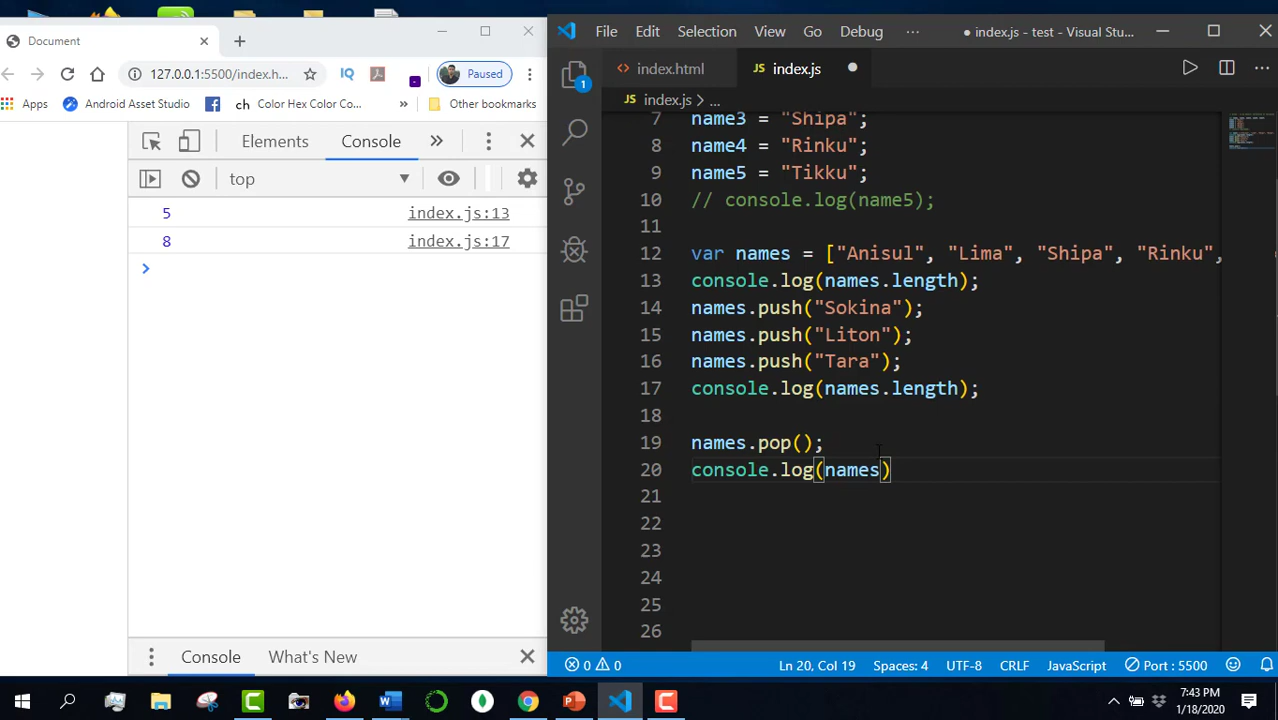 Document
127.0.0.1:5500/index.h...
IQ
Paused
Apps
Android Asset Studio
ch Color Hex Color Co...
»
Other bookmarks
Elements
Console
»
top
5 index.js:13
8 index.js:17
>
Console
What's New
File Edit Selection View Go Debug ... ● index.js - test - Visual Stu...
<> index.html
JS index.js ●
JS index.js > ...
1
7 name3 = "Shipa";
8 name4 = "Rinku";
9 name5 = "Tikku";
10 // console.log(name5);
11
12 var names = ["Anisul", "Lima", "Shipa", "Rinku",
13 console.log(names.length);
14 names.push("Sokina");
15 names.push("Liton");
16 names.push("Tara");
17 console.log(names.length);
18
19 names.pop();
20 console.log(names)
21
22
23
24
25
26
0 0 Ln 20, Col 19 Spaces: 4 UTF-8 CRLF JavaScript Port : 5500
7:43 PM
1/18/2020